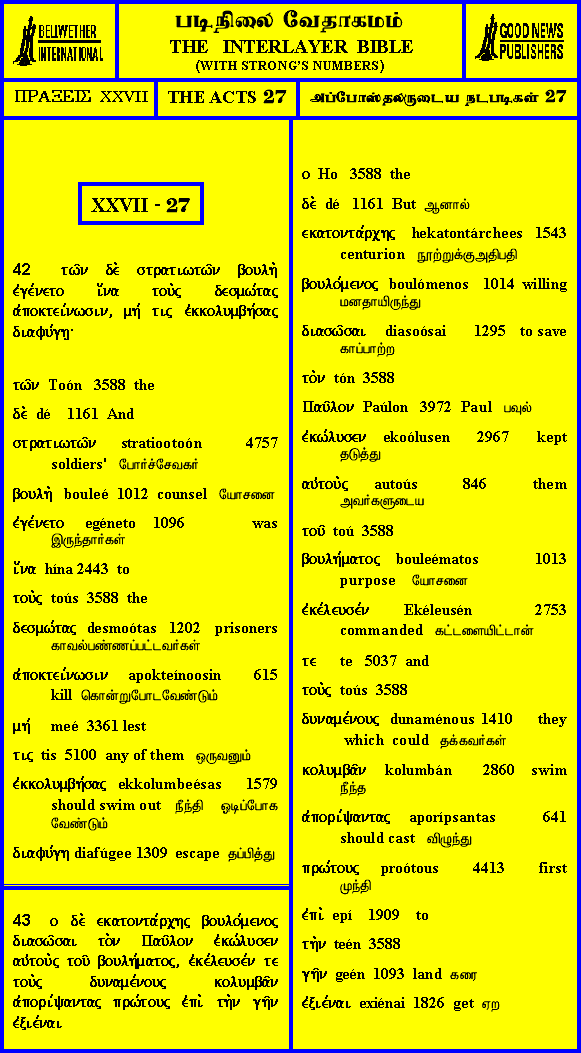 BELLWETHER
INTERNATIONAL
படிநிலை வேதாகமம்
THE INTERLAYER BIBLE
(WITH STRONG'S NUMBERS)
GOOD NEWS
PUBLISHERS
ΠΡΑΞΕΙΣ XXVII
THE ACTS 27
அப்போஸ்தலருடைய நடபடிகள் 27
XXVII - 27
42 τῶν δὲ στρατιωτῶν βουλὴ
ἐγένετο ἵνα τοὺς δεσμώτας
ἀποκτείνωσιν, μή τις ἐκκολυμβήσας
διαφύγῃ·
τῶν Toón 3588 the
δὲ dé 1161 And
στρατιωτῶν stratiootoón 4757
soldiers' போர்ச்சேவகர்
βουλὴ bouleé 1012 counsel யோசனை
ἐγένετο egéneto 1096 was
இருந்தார்கள்
ἵνα hína 2443 to
τοὺς toús 3588 the
δεσμώτας desmoótas 1202 prisoners
காவல்பண்ணப்பட்டவர்கள்
ἀποκτείνωσιν apokteínoosin 615
kill கொன்றுபோடவேண்டும்
μή meé 3361 lest
τις tis 5100 any of them ஒருவனும்
ἐκκολυμβήσας ekkolumbeésas 1579
should swim out நீந்தி ஓடிப்போக
வேண்டும்
διαφύγη diafúgee 1309 escape தப்பித்து
43 ο δὲ εκατοντάρχης βουλόμενος
διασῶσαι τὸν Παῦλον ἐκώλυσεν
αὐτοὺς τοῦ βουλήματος, ἐκέλευσέν τε
τοὺς δυναμένους κολυμβᾶν
ἀπορίψαντας πρώτους ἐπὶ τὴν γῆν
ἐξιέναι
ο Ho 3588 the
δὲ dé 1161 But ஆனால்
εκατοντάρχης hekatontárchees 1543
centurion நூற்றுக்குஅதிபதி
βουλόμενος boulómenos 1014 willing
மனதாயிருந்து
διασῶσαι diasoósai 1295 to save
காப்பாற்ற
τὸν tón 3588
Παῦλον Paúlon 3972 Paul பவுல்
ἐκώλυσεν ekoólusen 2967 kept
தடுத்து
αὐτοὺς autoús 846 them
அவர்களுடைய
τοῦ toú 3588
βουλήματος bouleématos 1013
purpose யோசனை
ἐκέλευσέν Ekéleusén 2753
commanded கட்டளையிட்டான்
τε te 5037 and
τοὺς toús 3588
δυναμένους dunaménous 1410 they
which could தக்கவர்கள்
κολυμβᾶν kolumbán 2860 swim
நீந்த
ἀπορίψαντας aporípsantas 641
should cast விழுந்து
πρώτους proótous 4413 first
முந்தி
ἐπὶ epí 1909 to
τὴν teén 3588
γῆν geén 1093 land கரை
ἐξιέναι exiénai 1826 get ஏற